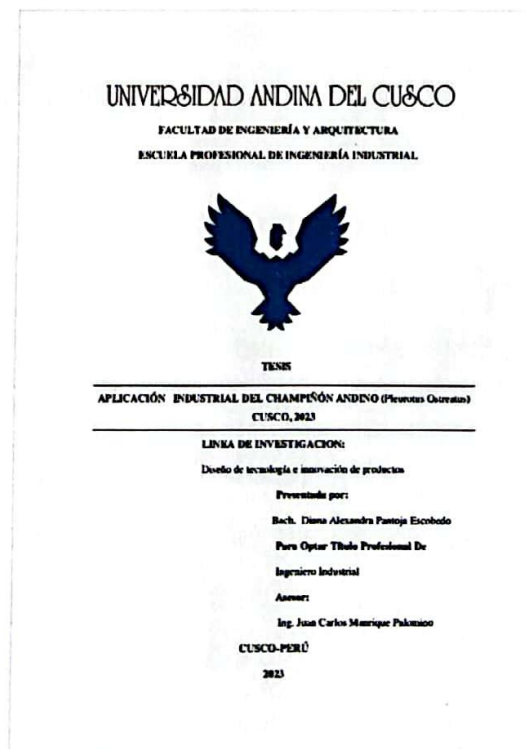 UNIVERSIDAD ANDINA DEL CUSCO
FACULTAD DE INGENIERÍA Y ARQUITECTURA
ESCUELA PROFESIONAL DE INGENIERÍA INDUSTRIAL
TESIS
APLICACIÓN INDUSTRIAL DEL CHAMPIÑÓN ANDINO (Pleurotus Ostreatus)
CUSCO, 2023
LINEA DE INVESTIGACION:
Diseño de tecnología e innovación de productos
Presentada por:
Bach. Diana Alexandra Pantoja Escobedo
Para Optar Título Profesional De
Ingeniero Industrial
Asesor:
Ing. Juan Carlos Manrique Palomino
CUSCO-PERÚ
2023